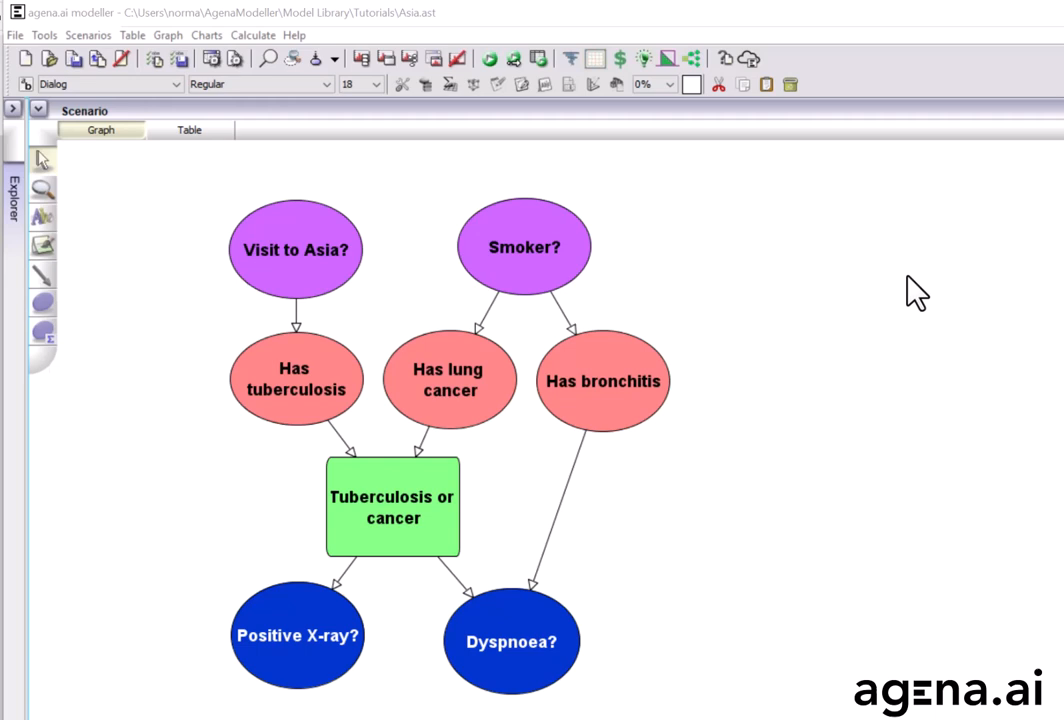 agena.ai modeller - C:\Users\norma\AgenaModeller\Model Library\Tutorials\Asia.ast
File Tools Scenarios Table Graph Charts Calculate Help
Dialog Regular 18 0%
Scenario
Graph Table
Explorer
Abc
Visit to Asia?
Smoker?
Has
tuberculosis
Has lung
cancer
Has bronchitis
Tuberculosis or
cancer
Positive X-ray?
Dyspnoea?
agena.ai